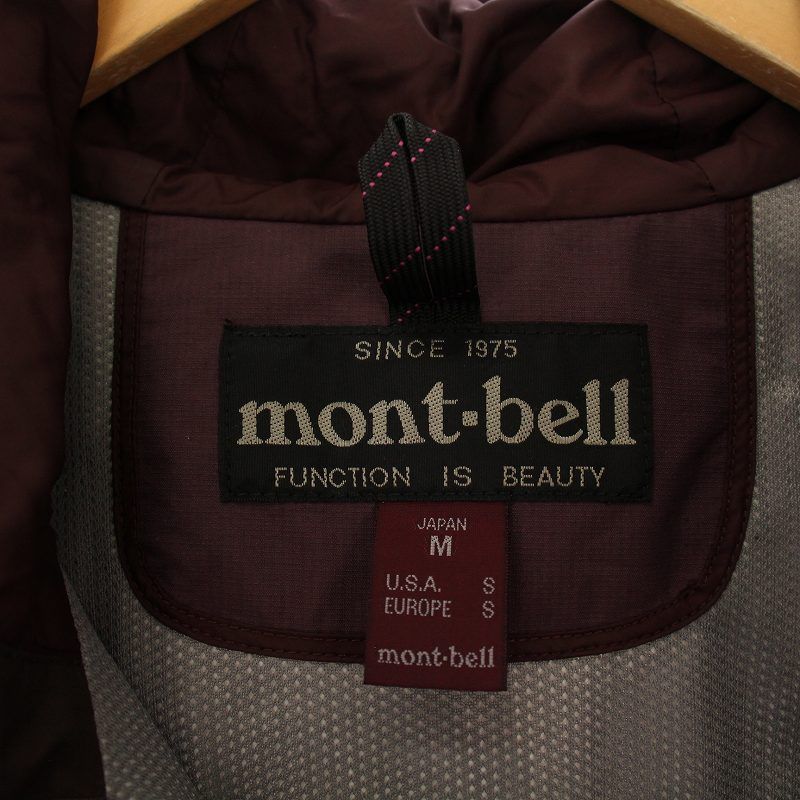 SINCE 1975
mont-bell
FUNCTION IS BEAUTY
JAPAN
M
U.S.A. S
EUROPE S
mont-bell